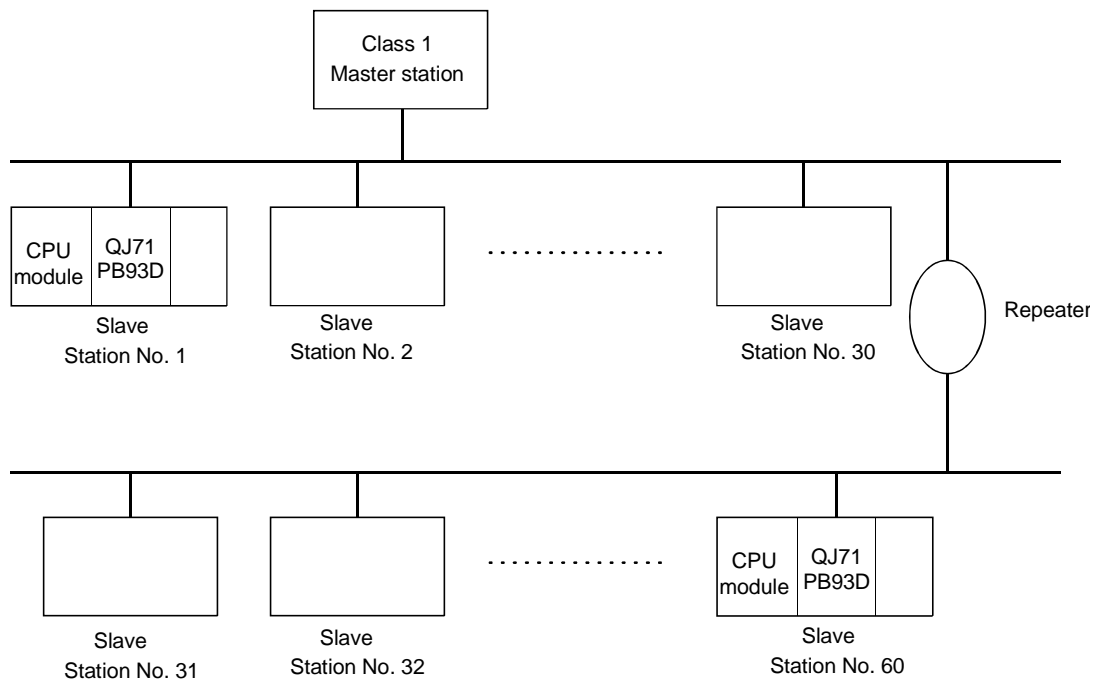 Class 1
Master station
CPU
module
QJ71
PB93D
Slave
Station No. 1
Slave
Station No. 2
Slave
Station No. 30
Repeater
Slave
Station No. 31
Slave
Station No. 32
CPU
module
QJ71
PB93D
Slave
Station No. 60